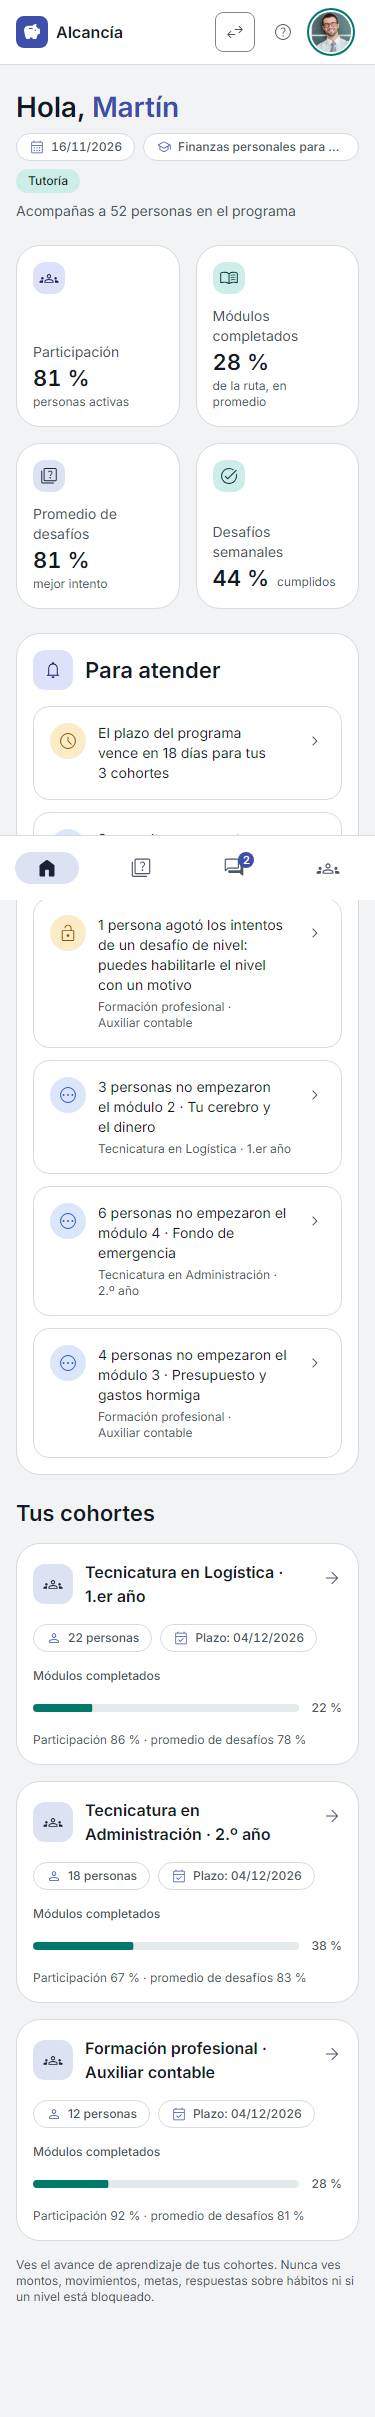 Alcancía
Hola, Martín
16/11/2026
Finanzas personales para ...
Tutoría
Acompañas a 52 personas en el programa
Participación
81 %
personas activas
Módulos
completados
28 %
de la ruta, en
promedio
Promedio de
desafíos
81 %
mejor intento
Desafíos
semanales
44 % cumplidos
Para atender
El plazo del programa
vence en 18 días para tus
3 cohortes
2
1 persona agotó los intentos
de un desafío de nivel:
puedes habilitarle el nivel
con un motivo
Formación profesional ·
Auxiliar contable
3 personas no empezaron
el módulo 2 · Tu cerebro y
el dinero
Tecnicatura en Logística · 1.er año
6 personas no empezaron el
módulo 4 · Fondo de
emergencia
Tecnicatura en Administración ·
2.º año
4 personas no empezaron el
módulo 3 · Presupuesto y
gastos hormiga
Formación profesional ·
Auxiliar contable
Tus cohortes
Tecnicatura en Logística ·
1.er año
22 personas
Plazo: 04/12/2026
Módulos completados
22 %
Participación 86 % · promedio de desafíos 78 %
Tecnicatura en
Administración · 2.º año
18 personas
Plazo: 04/12/2026
Módulos completados
38 %
Participación 67 % · promedio de desafíos 83 %
Formación profesional ·
Auxiliar contable
12 personas
Plazo: 04/12/2026
Módulos completados
28 %
Participación 92 % · promedio de desafíos 81 %
Ves el avance de aprendizaje de tus cohortes. Nunca ves
montos, movimientos, metas, respuestas sobre hábitos ni si
un nivel está bloqueado.